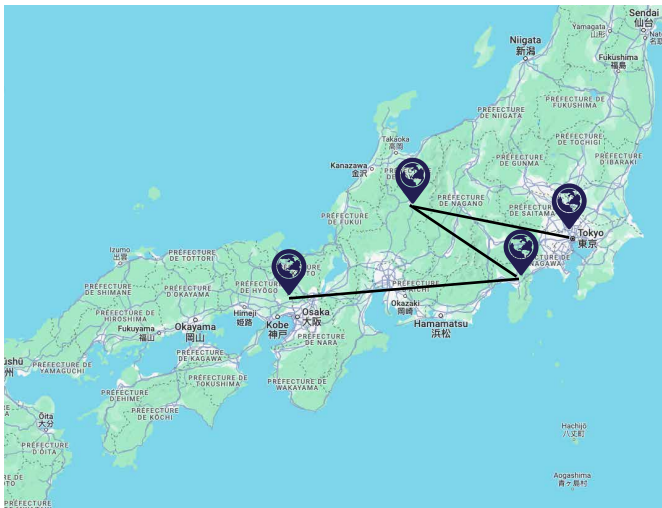 Sendai
仙台
Yamagata
山形
Niigata
新潟
Fukushima
福島
PRÉFECTURE DE
FUKUSHIMA
PRÉFECTURE
DE NIIGATA
PRÉFECTURE
DE TOCHIGI
PRÉFECTURE
D'IBARAKI
Takaoka
高岡
Kanazawa
金沢
PRÉFECTURE
DE GUNMA
PRÉFECTURE
DE NAGANO
PRÉFECTURE
DE SAITAMA
PRÉFECTURE
DE FUKUI
Tokyo
東京
Izumo
出雲
PRÉFECTURE
DE TOTTORI
PRÉFECTURE
DE HYŌGO
PRÉFECTURE
DE SHIMANE
PRÉFECTURE
D'OKAYAMA
PRÉFECTURE DE
HIROSHIMA
Fukuyama
福山
Okayama
岡山
Himeji
姫路
Kobe
神戸
Osaka
大阪
Okazaki
岡崎
Hamamatsu
浜松
PRÉFECTURE
DE NARA
PRÉFECTURE
DE KAGAWA
PRÉFECTURE DE
YAMAGUCHI
PRÉFECTURE DE
TOKUSHIMA
PRÉFECTURE DE
WAKAYAMA
PRÉFECTURE
D'EHIME
PRÉFECTURE
DE KŌCHI
Ōita
大分
PRÉFECTURE
D'ŌITA
Hachijō
八丈町
Aogashima
青ヶ島村
PRÉFECTURE